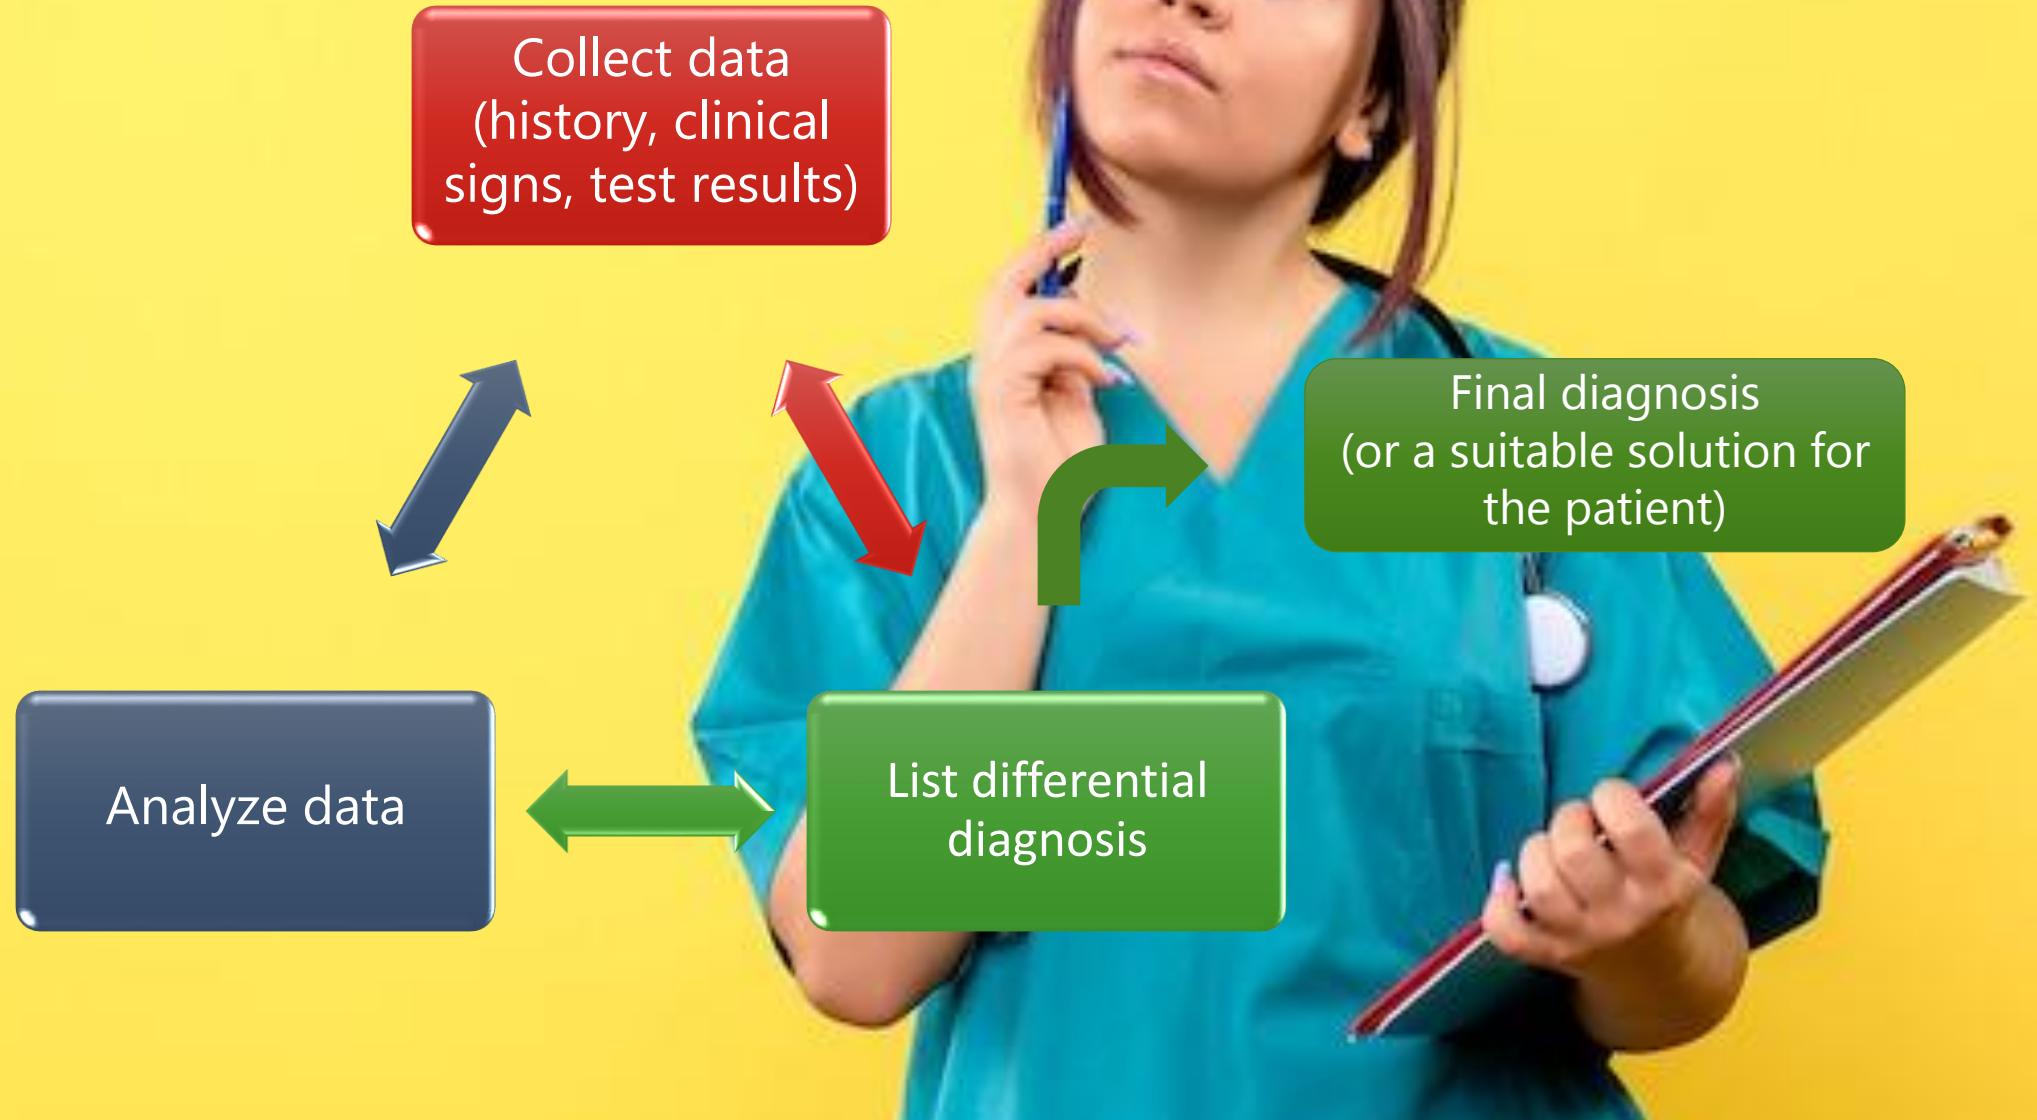 Collect data
(history, clinical
signs, test results)
Final diagnosis
(or a suitable solution for
the patient)
Analyze data
List differential
diagnosis